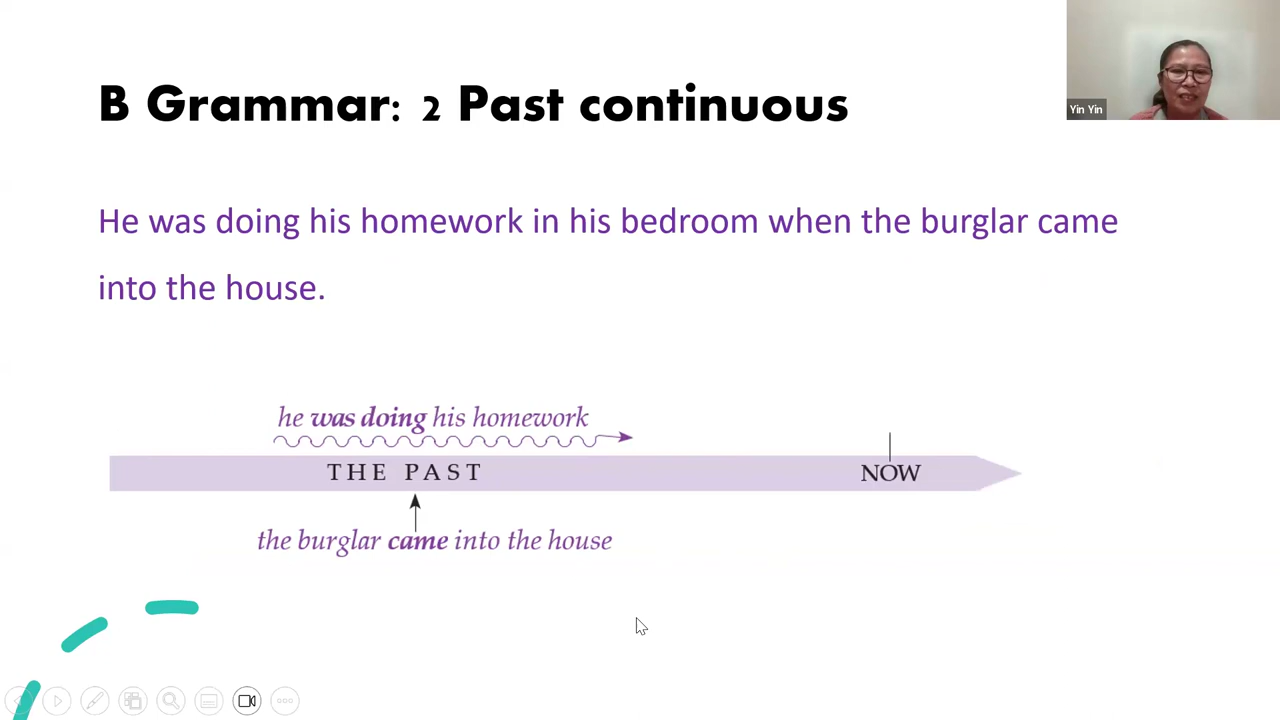 B Grammar: 2 Past continuous
Yin Yin
He was doing his homework in his bedroom when the burglar came
into the house.
he was doing his homework
THE PAST
NOW
the burglar came into the house